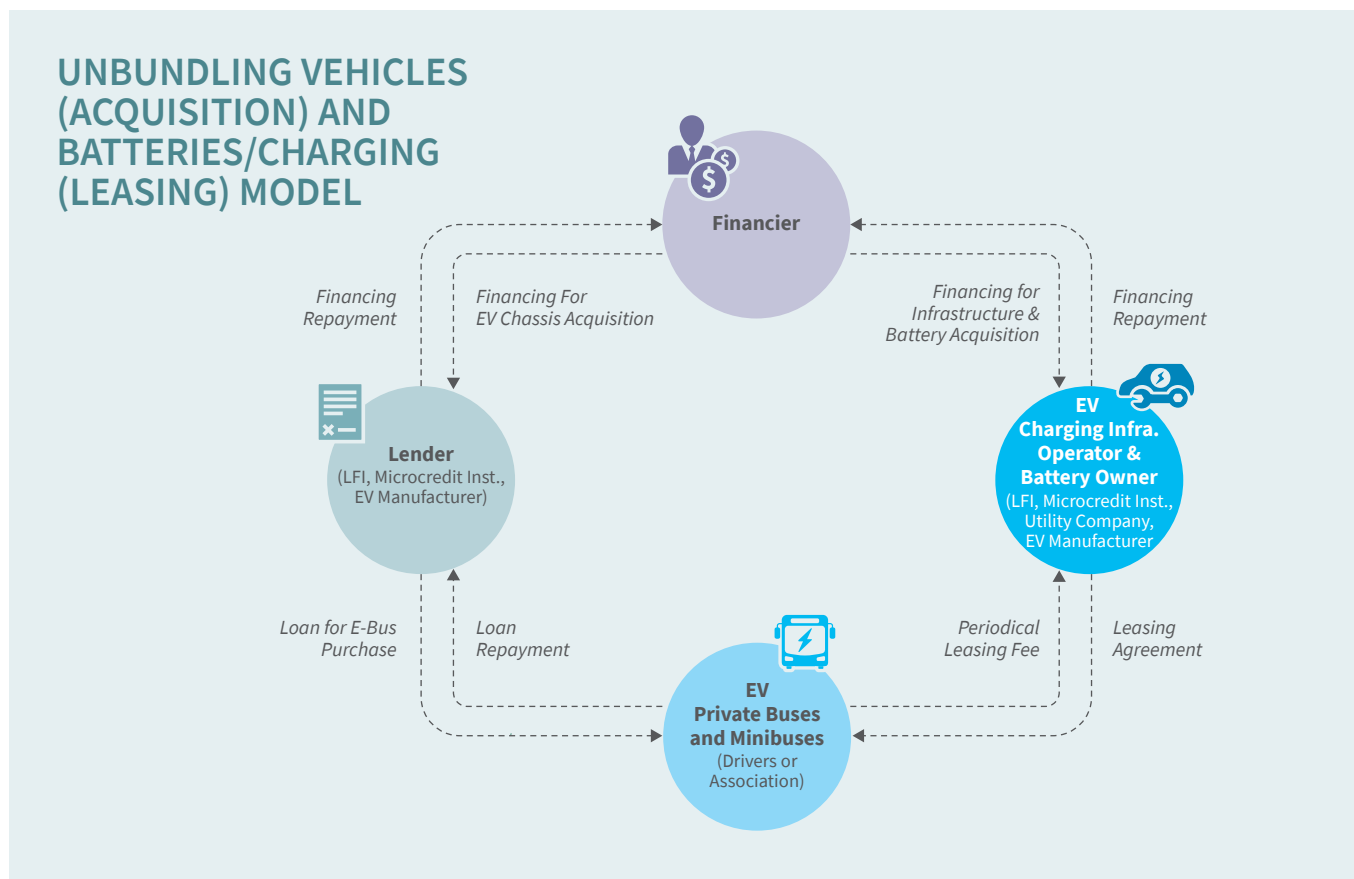 UNBUNDLING VEHICLES
(ACQUISITION) AND
BATTERIES/CHARGING
(LEASING) MODEL
$
$
Financier
Financing
Repayment
Financing For
EV Chassis Acquisition
Financing for
Infrastructure &
Battery Acquisition
Financing
Repayment
Lender
(LFI, Microcredit Inst.,
EV Manufacturer)
EV
Charging Infra.
Operator &
Battery Owner
(LFI, Microcredit Inst.,
Utility Company,
EV Manufacturer
Loan for E-Bus
Purchase
Loan
Repayment
Periodical
Leasing Fee
Leasing
Agreement
EV
Private Buses
and Minibuses
(Drivers or
Association)